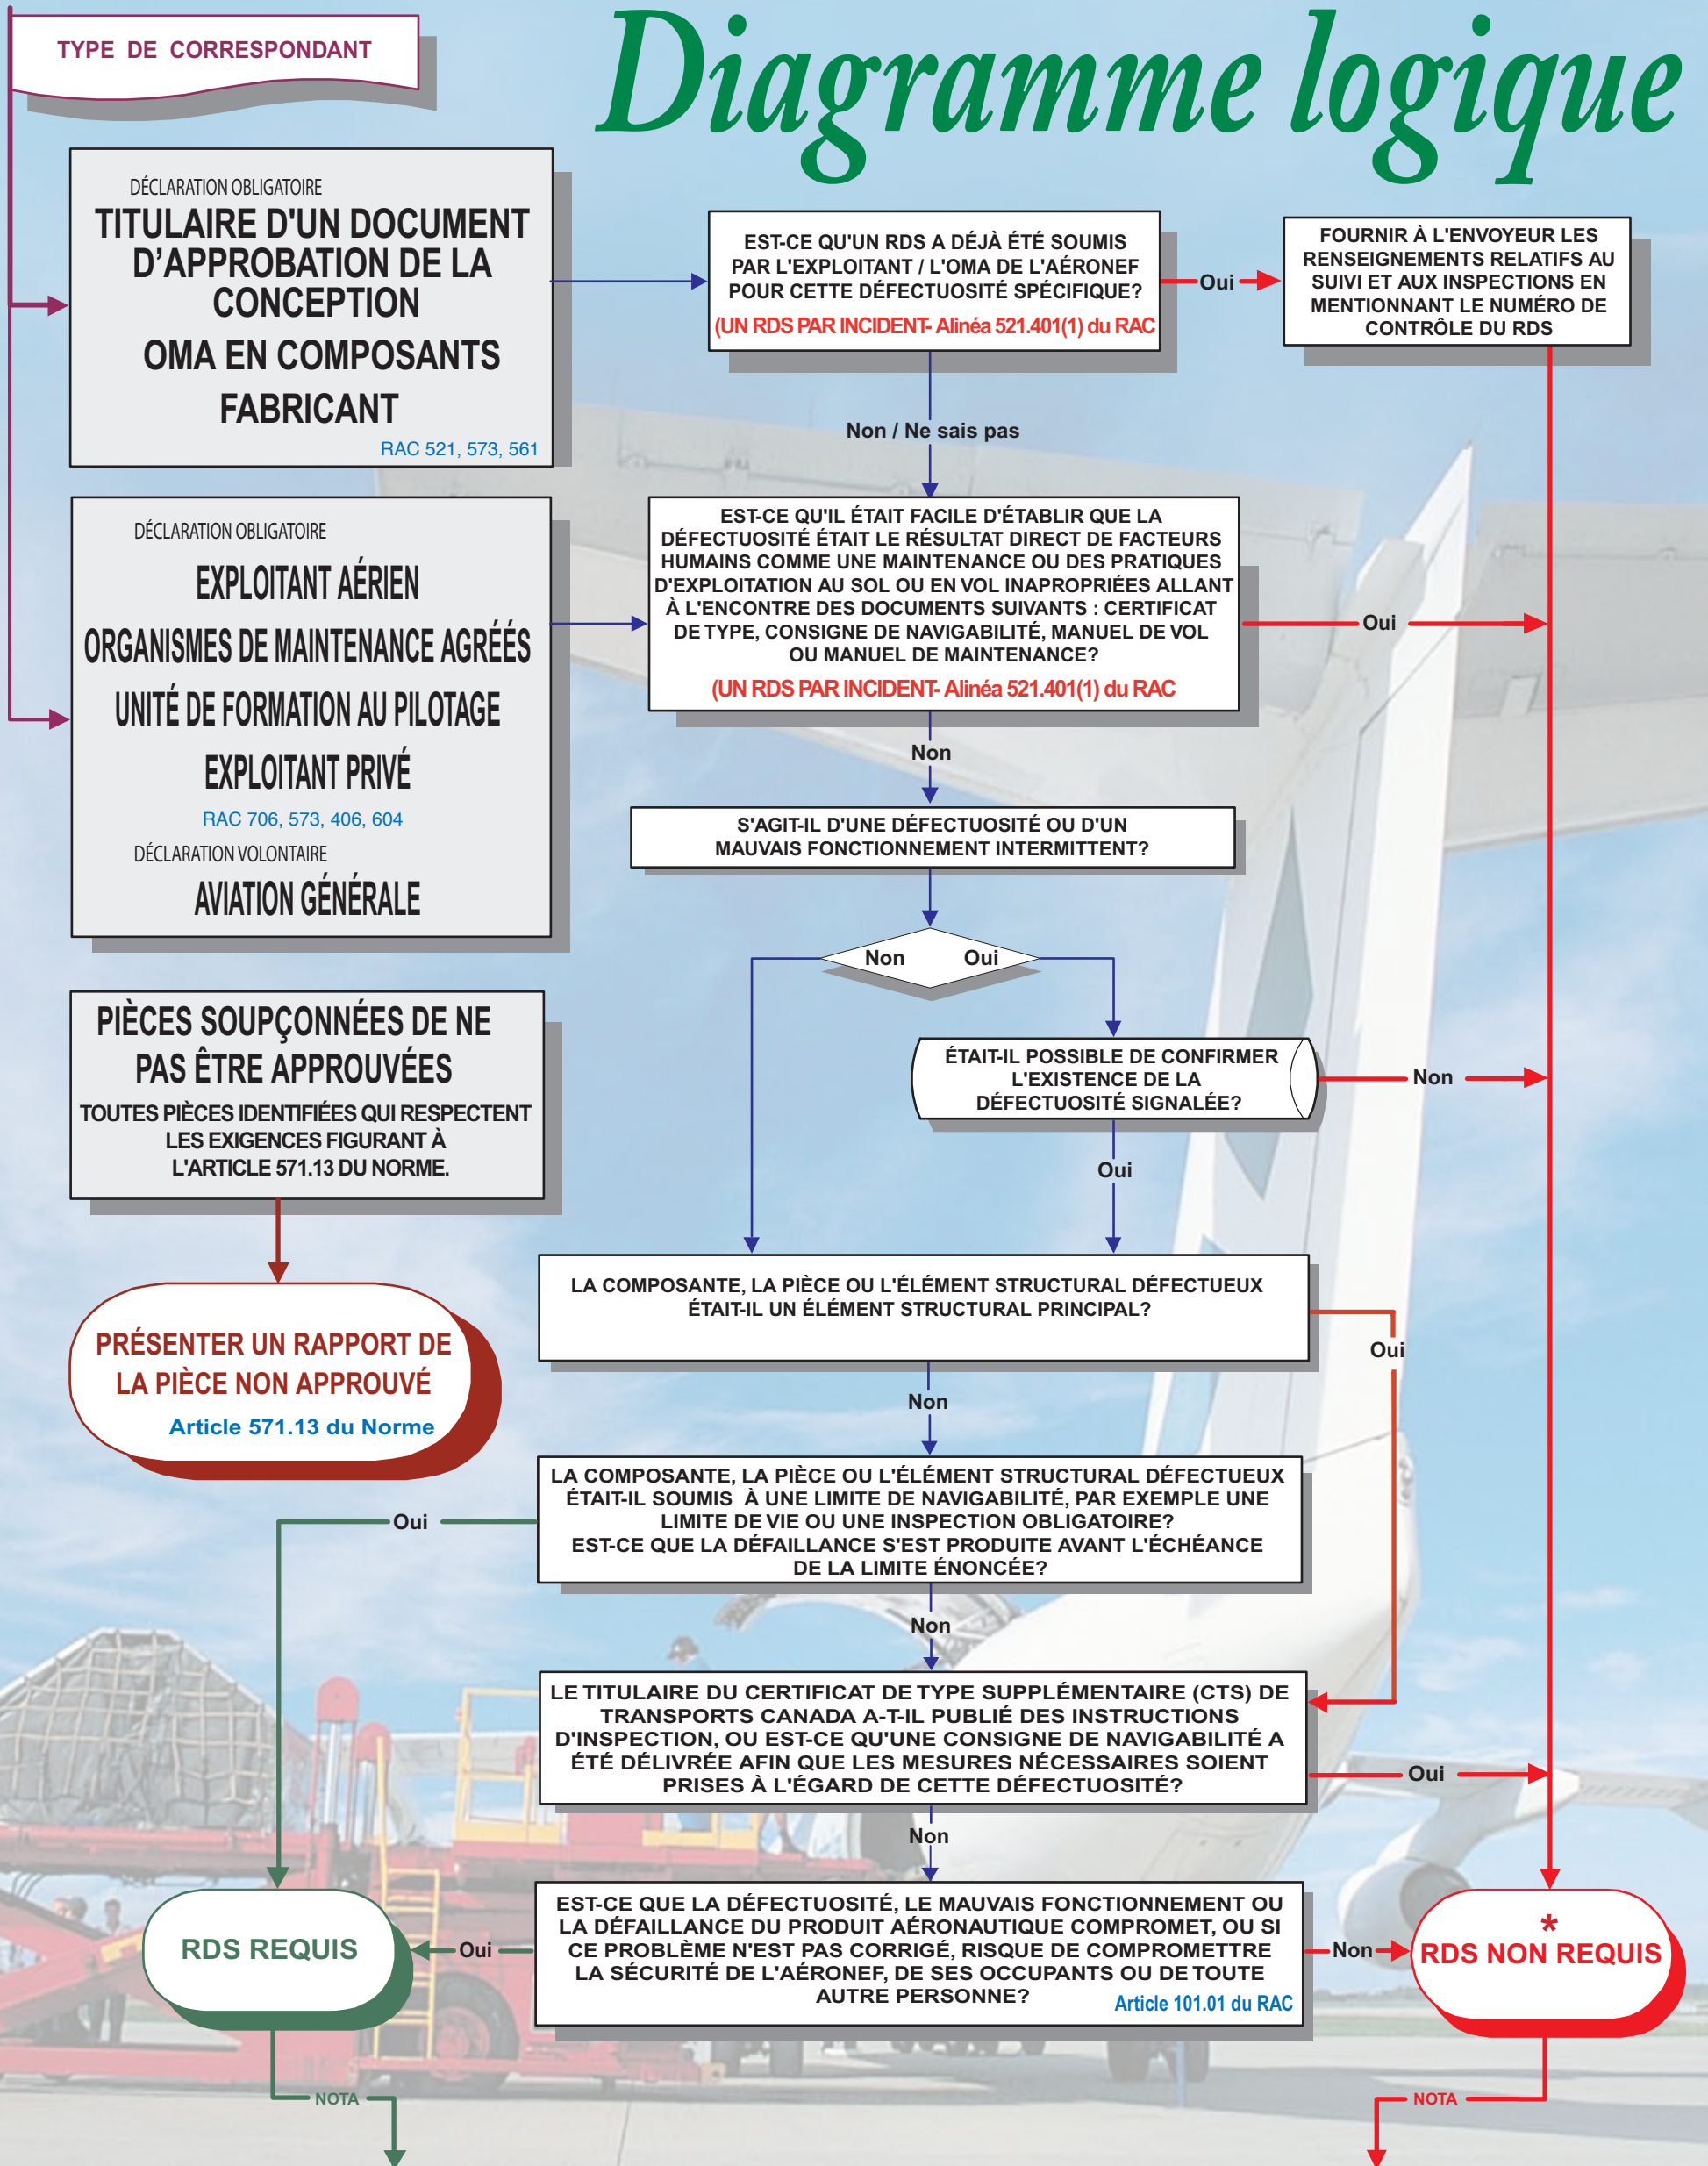 Diagramme logique
TYPE DE CORRESPONDANT
DÉCLARATION OBLIGATOIRE
TITULAIRE D'UN DOCUMENT
D’APPROBATION DE LA
CONCEPTION
OMA EN COMPOSANTS
FABRICANT
RAC 521, 573, 561
EST-CE QU'UN RDS A DÉJÀ ÉTÉ SOUMIS
PAR L'EXPLOITANT / L'OMA DE L'AÉRONEF
POUR CETTE DÉFECTUOSITÉ SPÉCIFIQUE?
(UN RDS PAR INCIDENT- Alinéa 521.401(1) du RAC
Oui
FOURNIR À L'ENVOYEUR LES
RENSEIGNEMENTS RELATIFS AU
SUIVI ET AUX INSPECTIONS EN
MENTIONNANT LE NUMÉRO DE
CONTRÔLE DU RDS
Non / Ne sais pas
DÉCLARATION OBLIGATOIRE
EXPLOITANT AÉRIEN
ORGANISMES DE MAINTENANCE AGRÉÉS
UNITÉ DE FORMATION AU PILOTAGE
EXPLOITANT PRIVÉ
RAC 706, 573, 406, 604
DÉCLARATION VOLONTAIRE
AVIATION GÉNÉRALE
EST-CE QU'IL ÉTAIT FACILE D'ÉTABLIR QUE LA
DÉFECTUOSITÉ ÉTAIT LE RÉSULTAT DIRECT DE FACTEURS
HUMAINS COMME UNE MAINTENANCE OU DES PRATIQUES
D'EXPLOITATION AU SOL OU EN VOL INAPROPRIÉES ALLANT
À L'ENCONTRE DES DOCUMENTS SUIVANTS : CERTIFICAT
DE TYPE, CONSIGNE DE NAVIGABILITÉ, MANUEL DE VOL
OU MANUEL DE MAINTENANCE?
(UN RDS PAR INCIDENT- Alinéa 521.401(1) du RAC
Oui
Non
S'AGIT-IL D'UNE DÉFECTUOSITÉ OU D'UN
MAUVAIS FONCTIONNEMENT INTERMITTENT?
Non Oui
PIÈCES SOUPÇONNÉES DE NE
PAS ÊTRE APPROUVÉES
TOUTES PIÈCES IDENTIFIÉES QUI RESPECTENT
LES EXIGENCES FIGURANT À
L'ARTICLE 571.13 DU NORME.
ÉTAIT-IL POSSIBLE DE CONFIRMER
L'EXISTENCE DE LA
DÉFECTUOSITÉ SIGNALÉE?
Non
Oui
PRÉSENTER UN RAPPORT DE
LA PIÈCE NON APPROUVÉ
Article 571.13 du Norme
LA COMPOSANTE, LA PIÈCE OU L'ÉLÉMENT STRUCTURAL DÉFECTUEUX
ÉTAIT-IL UN ÉLÉMENT STRUCTURAL PRINCIPAL?
Oui
Non
LA COMPOSANTE, LA PIÈCE OU L'ÉLÉMENT STRUCTURAL DÉFECTUEUX
ÉTAIT-IL SOUMIS À UNE LIMITE DE NAVIGABILITÉ, PAR EXEMPLE UNE
LIMITE DE VIE OU UNE INSPECTION OBLIGATOIRE?
EST-CE QUE LA DÉFAILLANCE S'EST PRODUITE AVANT L'ÉCHÉANCE
DE LA LIMITE ÉNONCÉE?
Oui
Non
LE TITULAIRE DU CERTIFICAT DE TYPE SUPPLÉMENTAIRE (CTS) DE
TRANSPORTS CANADA A-T-IL PUBLIÉ DES INSTRUCTIONS
D'INSPECTION, OU EST-CE QU'UNE CONSIGNE DE NAVIGABILITÉ A
ÉTÉ DÉLIVRÉE AFIN QUE LES MESURES NÉCESSAIRES SOIENT
PRISES À L'ÉGARD DE CETTE DÉFECTUOSITÉ?
Oui
Non
EST-CE QUE LA DÉFECTUOSITÉ, LE MAUVAIS FONCTIONNEMENT OU
LA DÉFAILLANCE DU PRODUIT AÉRONAUTIQUE COMPROMET, OU SI
CE PROBLÈME N'EST PAS CORRIGÉ, RISQUE DE COMPROMETTRE
LA SÉCURITÉ DE L'AÉRONEF, DE SES OCCUPANTS OU DE TOUTE
AUTRE PERSONNE?
Article 101.01 du RAC
Oui
RDS REQUIS
Non
*
RDS NON REQUIS
NOTA
NOTA